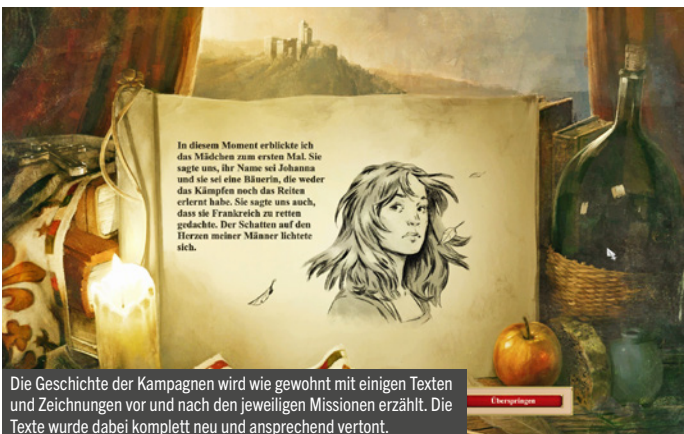 In diesem Moment erblickte ich
das Mädchen zum ersten Mal. Sie
sagte uns, ihr Name sei Johanna
und sie sei eine Bäuerin, die weder
das Kämpfen noch das Reiten
erlernt habe. Sie sagte uns auch,
dass sie Frankreich zu retten
gedachte. Der Schatten auf den
Herzen meiner Männer lichtete
sich.
Überspringen
Die Geschichte der Kampagnen wird wie gewohnt mit einigen Texten
und Zeichnungen vor und nach den jeweiligen Missionen erzählt. Die
Texte wurde dabei komplett neu und ansprechend vertont.